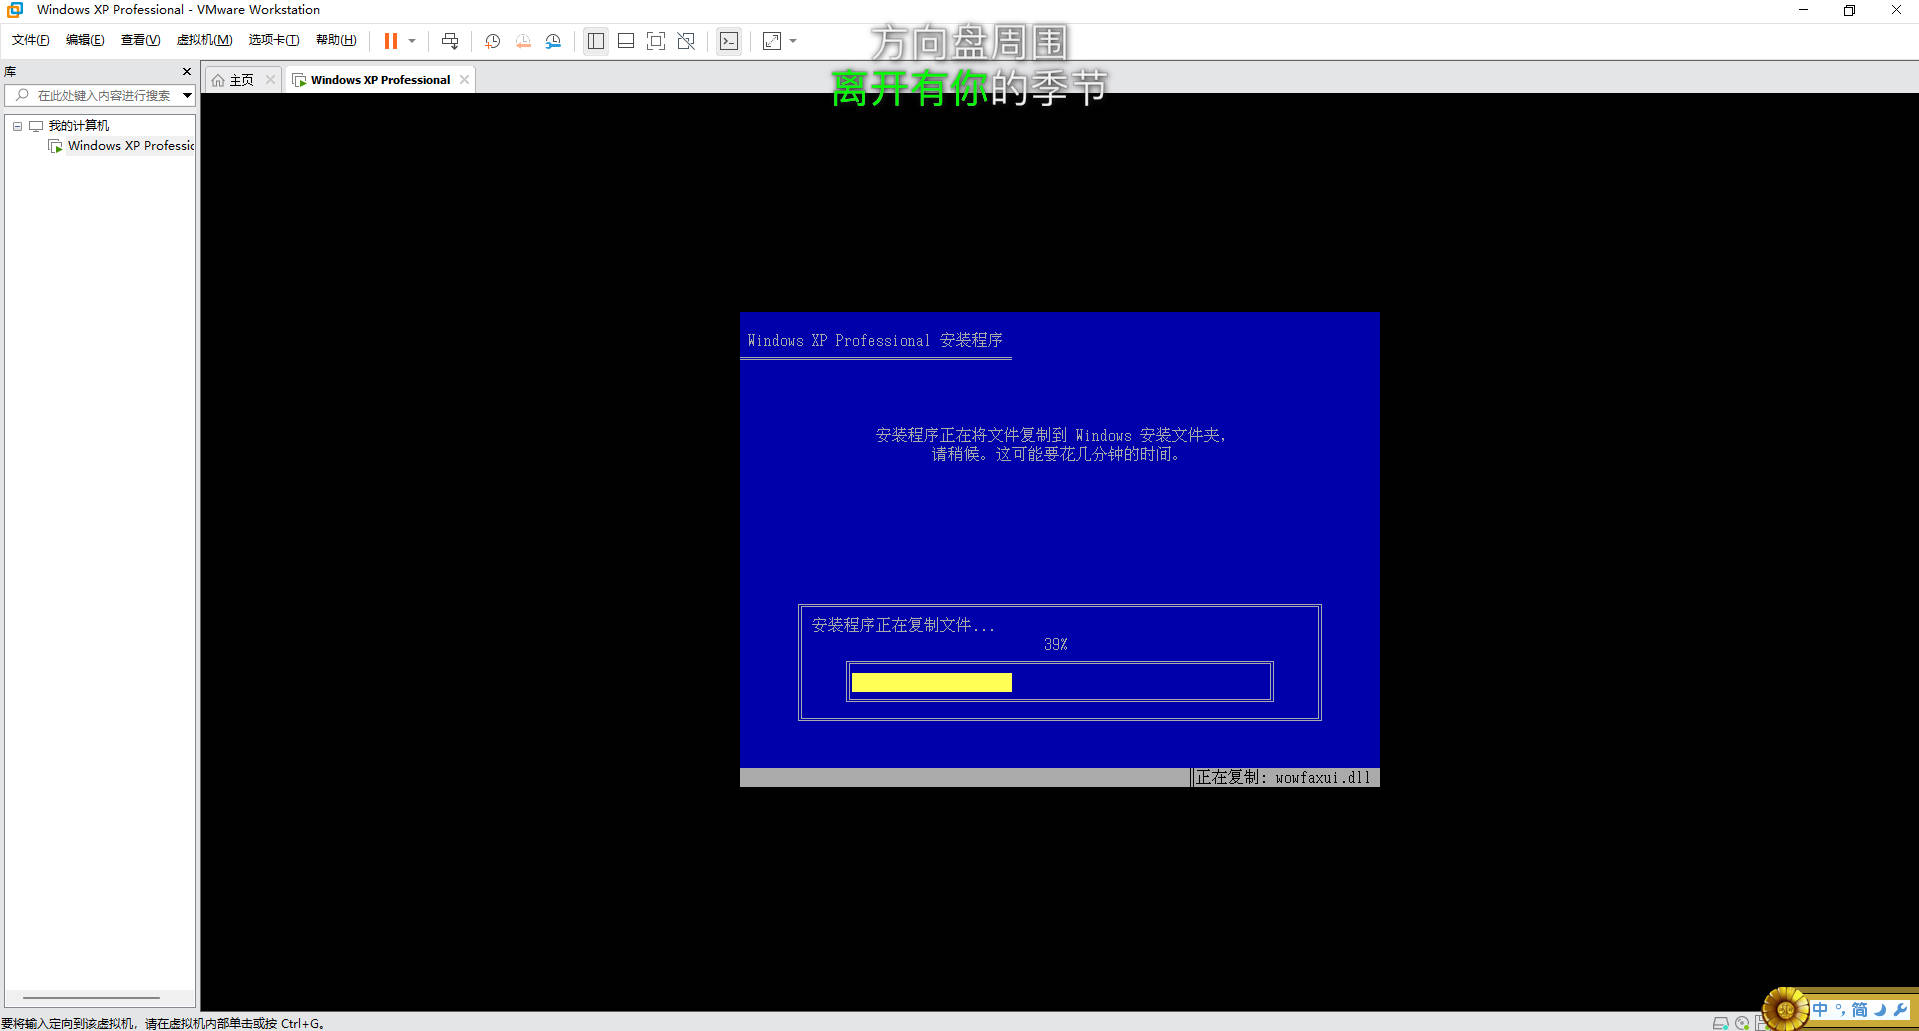 Windows XP Professional - VMware Workstation
文件(F) 编辑(E) 查看(V) 虚拟机(M) 选项卡(T) 帮助(H)
方向盘周围
离开有你的季节
库
主页
Windows XP Professional
在此处键入内容进行搜索
我的计算机
Windows XP Professic
Windows XP Professional 安装程序
安装程序正在将文件复制到 Windows 安装文件夹，
请稍候。这可能要花几分钟的时间。
安装程序正在复制文件...
39%
正在复制: wowfaxui.dll
中 °, 简
要将输入定向到该虚拟机，请在虚拟机内部单击或按 Ctrl+G。